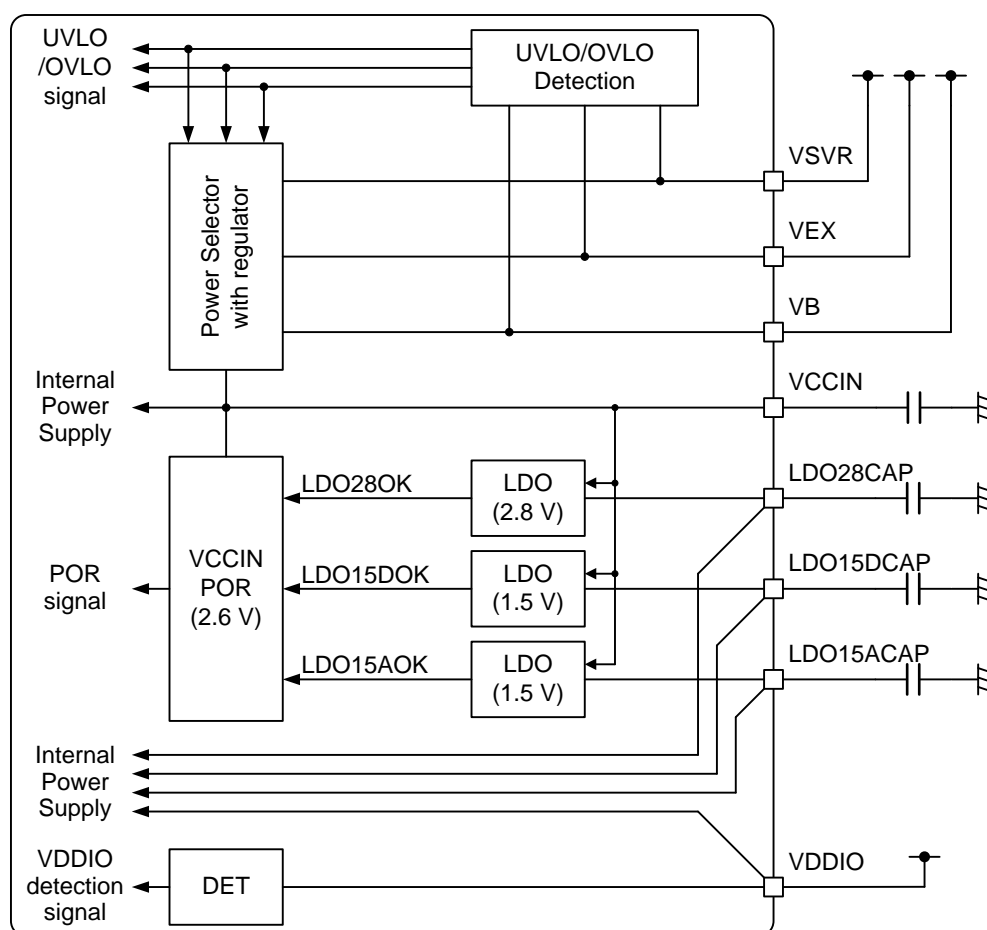 UVLO
/OVLO
signal
UVLO/OVLO
Detection
VSVR
Power Selector
with regulator
VEX
VB
Internal
Power
Supply
VCCIN
LDO28OK
LDO
(2.8 V)
LDO28CAP
POR
signal
VCCIN
POR
(2.6 V)
LDO15DOK
LDO
(1.5 V)
LDO15DCAP
LDO15AOK
LDO
(1.5 V)
LDO15ACAP
Internal
Power
Supply
VDDIO
detection
signal
DET
VDDIO